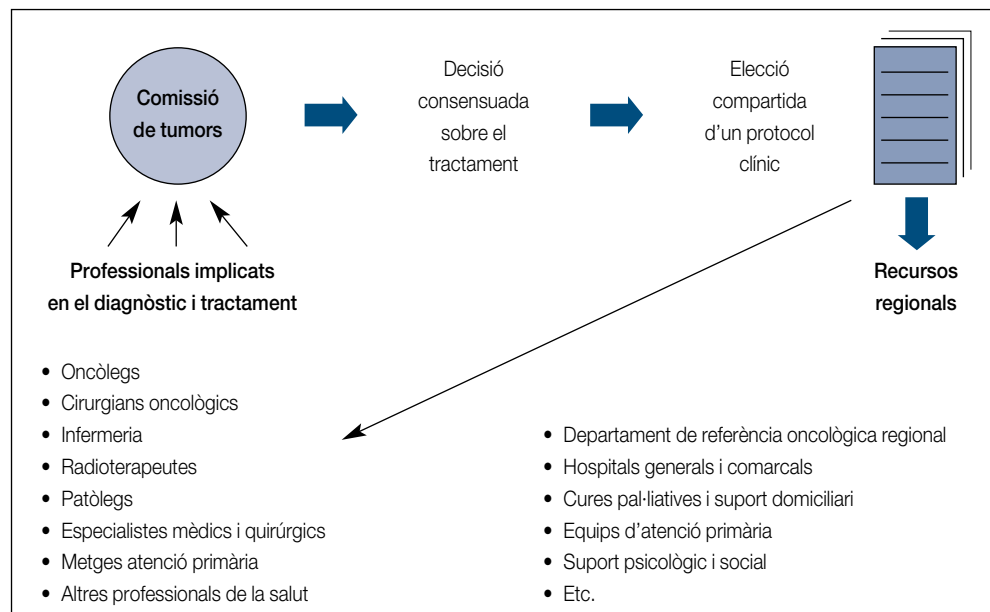 Comissió
de tumors
Decisió
consensuada
sobre el
tractament
Elecció
compartida
d'un protocol
clínic
Professionals implicats
en el diagnòstic i tractament
Recursos
regionals
• Oncòlegs
• Cirurgians oncològics
• Infermeria
• Radioterapeutes
• Patòlegs
• Especialistes mèdics i quirúrgics
• Metges atenció primària
• Altres professionals de la salut
• Departament de referència oncològica regional
• Hospitals generals i comarcals
• Cures pal·liatives i suport domiciliari
• Equips d'atenció primària
• Suport psicològic i social
• Etc.